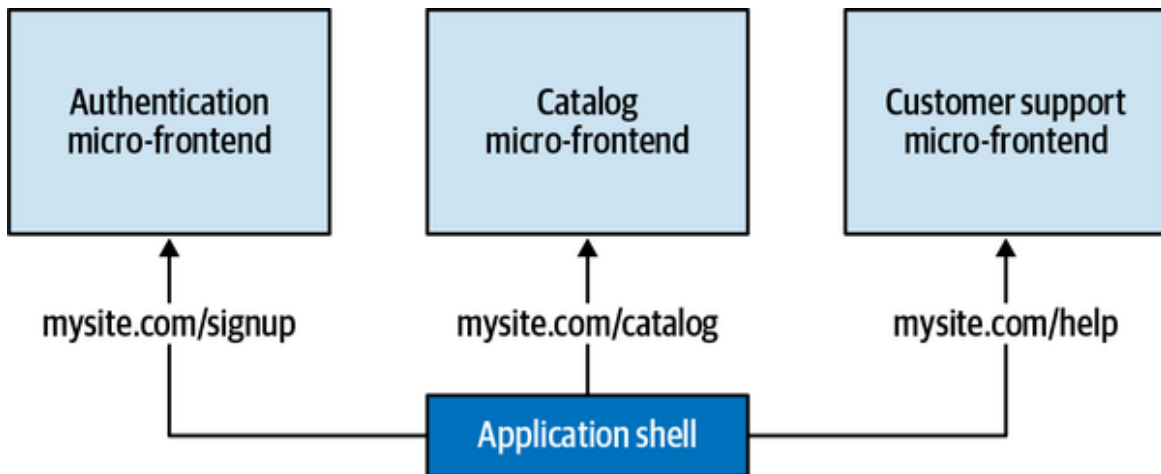 Authentication
micro-frontend
Catalog
micro-frontend
Customer support
micro-frontend
mysite.com/signup
mysite.com/catalog
mysite.com/help
Application shell